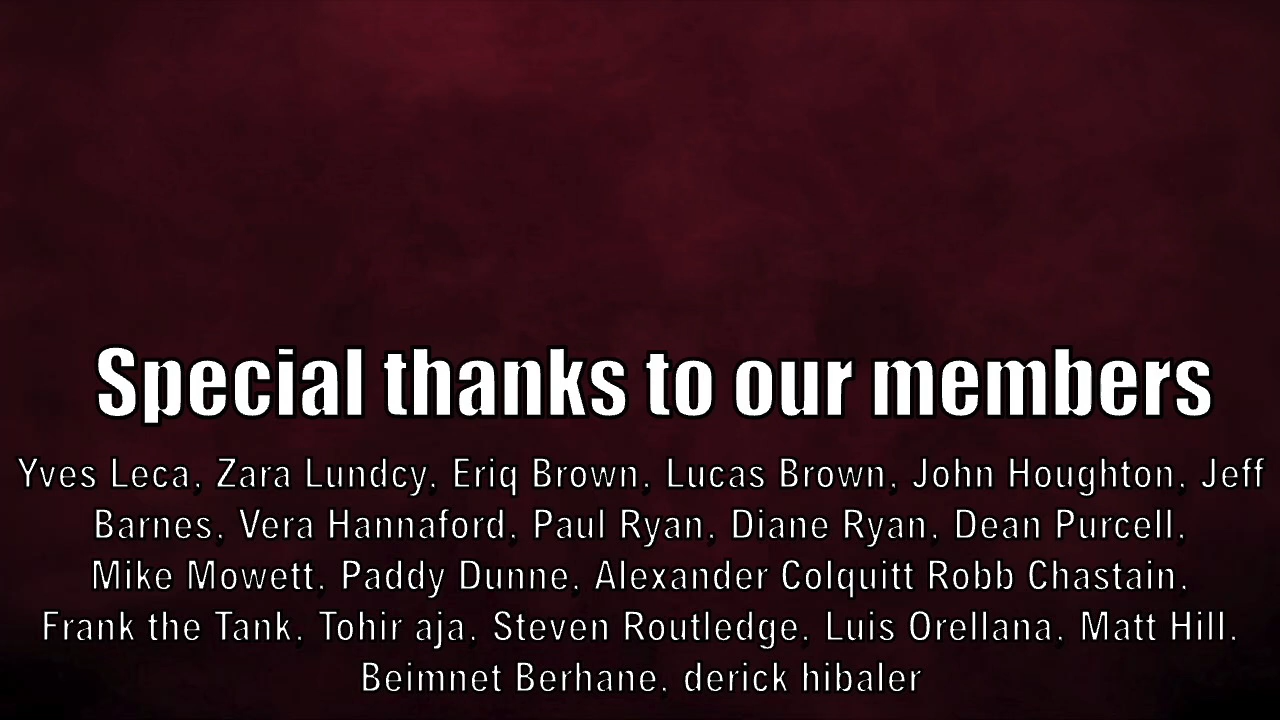 Special thanks to our members
Yves Leca, Zara Lundcy, Eriq Brown, Lucas Brown, John Houghton, Jeff
Barnes, Vera Hannaford, Paul Ryan, Diane Ryan, Dean Purcell,
Mike Mowett, Paddy Dunne, Alexander Colquitt Robb Chastain,
Frank the Tank, Tohir aja, Steven Routledge, Luis Orellana, Matt Hill,
Beimnet Berhane, derick hibaler